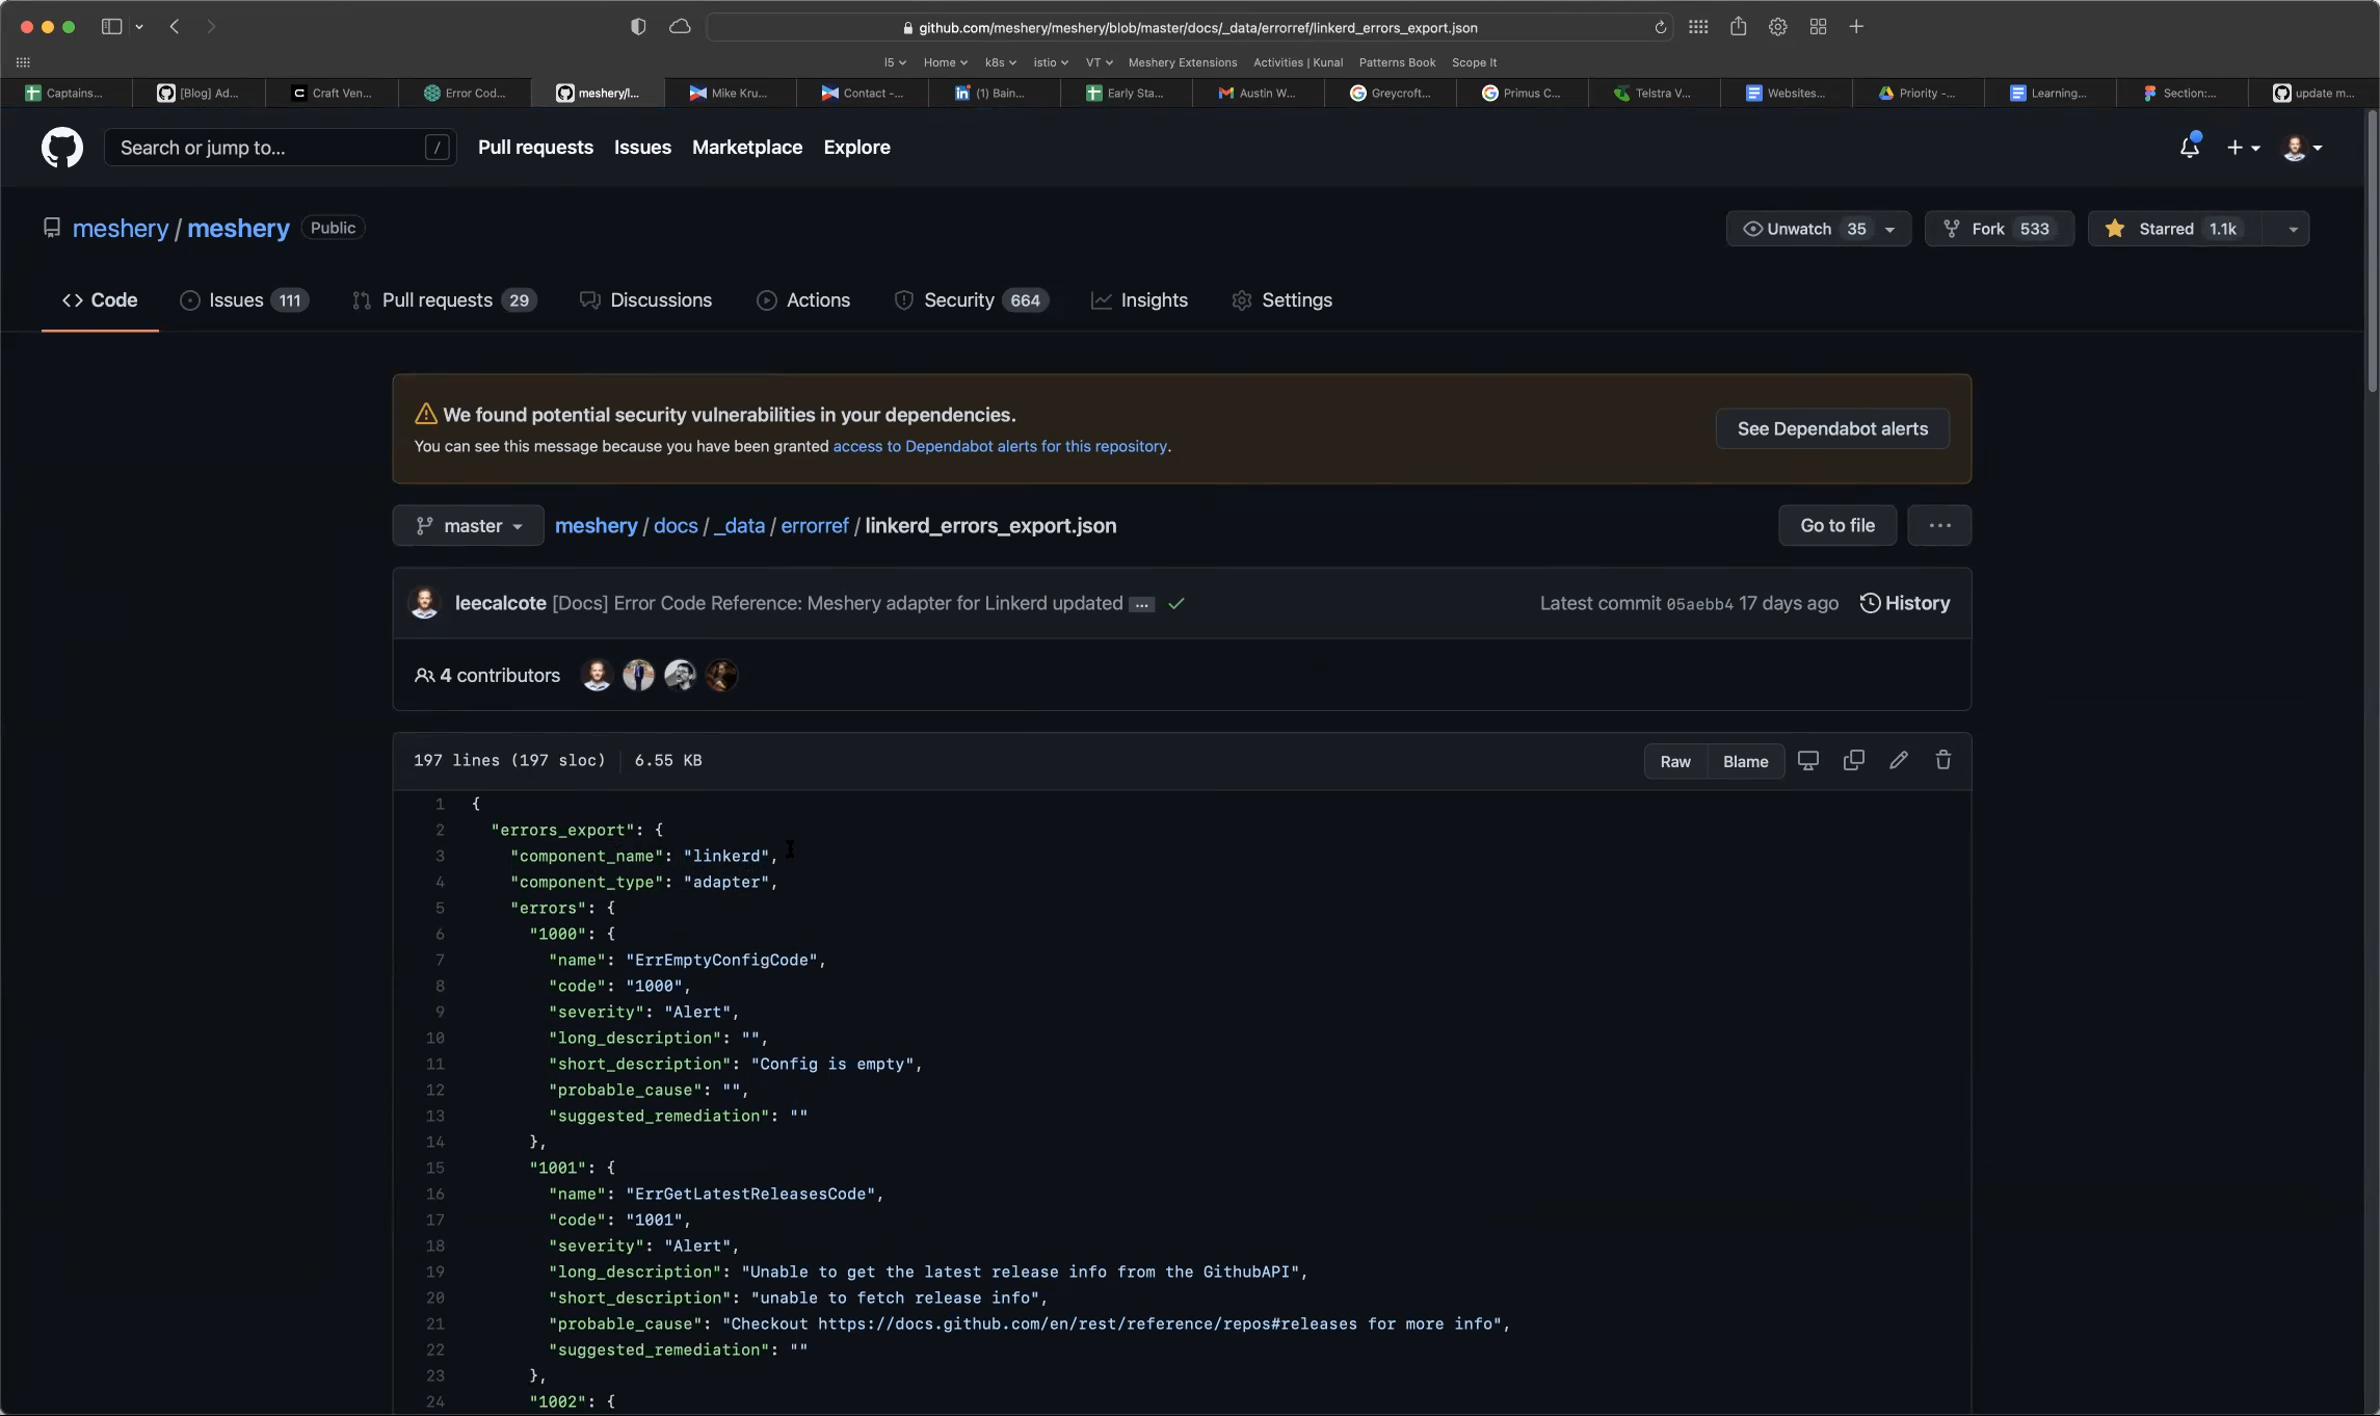 github.com/meshery/meshery/blob/master/docs/_data/errorref/linkerd_errors_export.json
l5 Home k8s istio VT Meshery Extensions Activities | Kunal Patterns Book Scope It
Captains... [Blog] Ad... Craft Ven... Error Cod... meshery/l... Mike Kru... Contact -... (1) Bain... Early Sta... Austin W... Greycroft... Primus C... Telstra V... Websites... Priority -... Learning... Section:... update m...
Search or jump to... / Pull requests Issues Marketplace Explore
meshery / meshery Public Unwatch 35 Fork 533 Starred 1.1k
<> Code Issues 111 Pull requests 29 Discussions Actions Security 664 Insights Settings
We found potential security vulnerabilities in your dependencies.
You can see this message because you have been granted access to Dependabot alerts for this repository.
See Dependabot alerts
master meshery / docs / _data / errorref / linkerd_errors_export.json Go to file ...
leecalcote [Docs] Error Code Reference: Meshery adapter for Linkerd updated ... Latest commit 05aebb4 17 days ago History
4 contributors
197 lines (197 sloc) 6.55 KB Raw Blame
1 {
2 "errors_export": {
3 "component_name": "linkerd",
4 "component_type": "adapter",
5 "errors": {
6 "1000": {
7 "name": "ErrEmptyConfigCode",
8 "code": "1000",
9 "severity": "Alert",
10 "long_description": "",
11 "short_description": "Config is empty",
12 "probable_cause": "",
13 "suggested_remediation": ""
14 },
15 "1001": {
16 "name": "ErrGetLatestReleasesCode",
17 "code": "1001",
18 "severity": "Alert",
19 "long_description": "Unable to get the latest release info from the GithubAPI",
20 "short_description": "unable to fetch release info",
21 "probable_cause": "Checkout https://docs.github.com/en/rest/reference/repos#releases for more info",
22 "suggested_remediation": ""
23 },
24 "1002": {